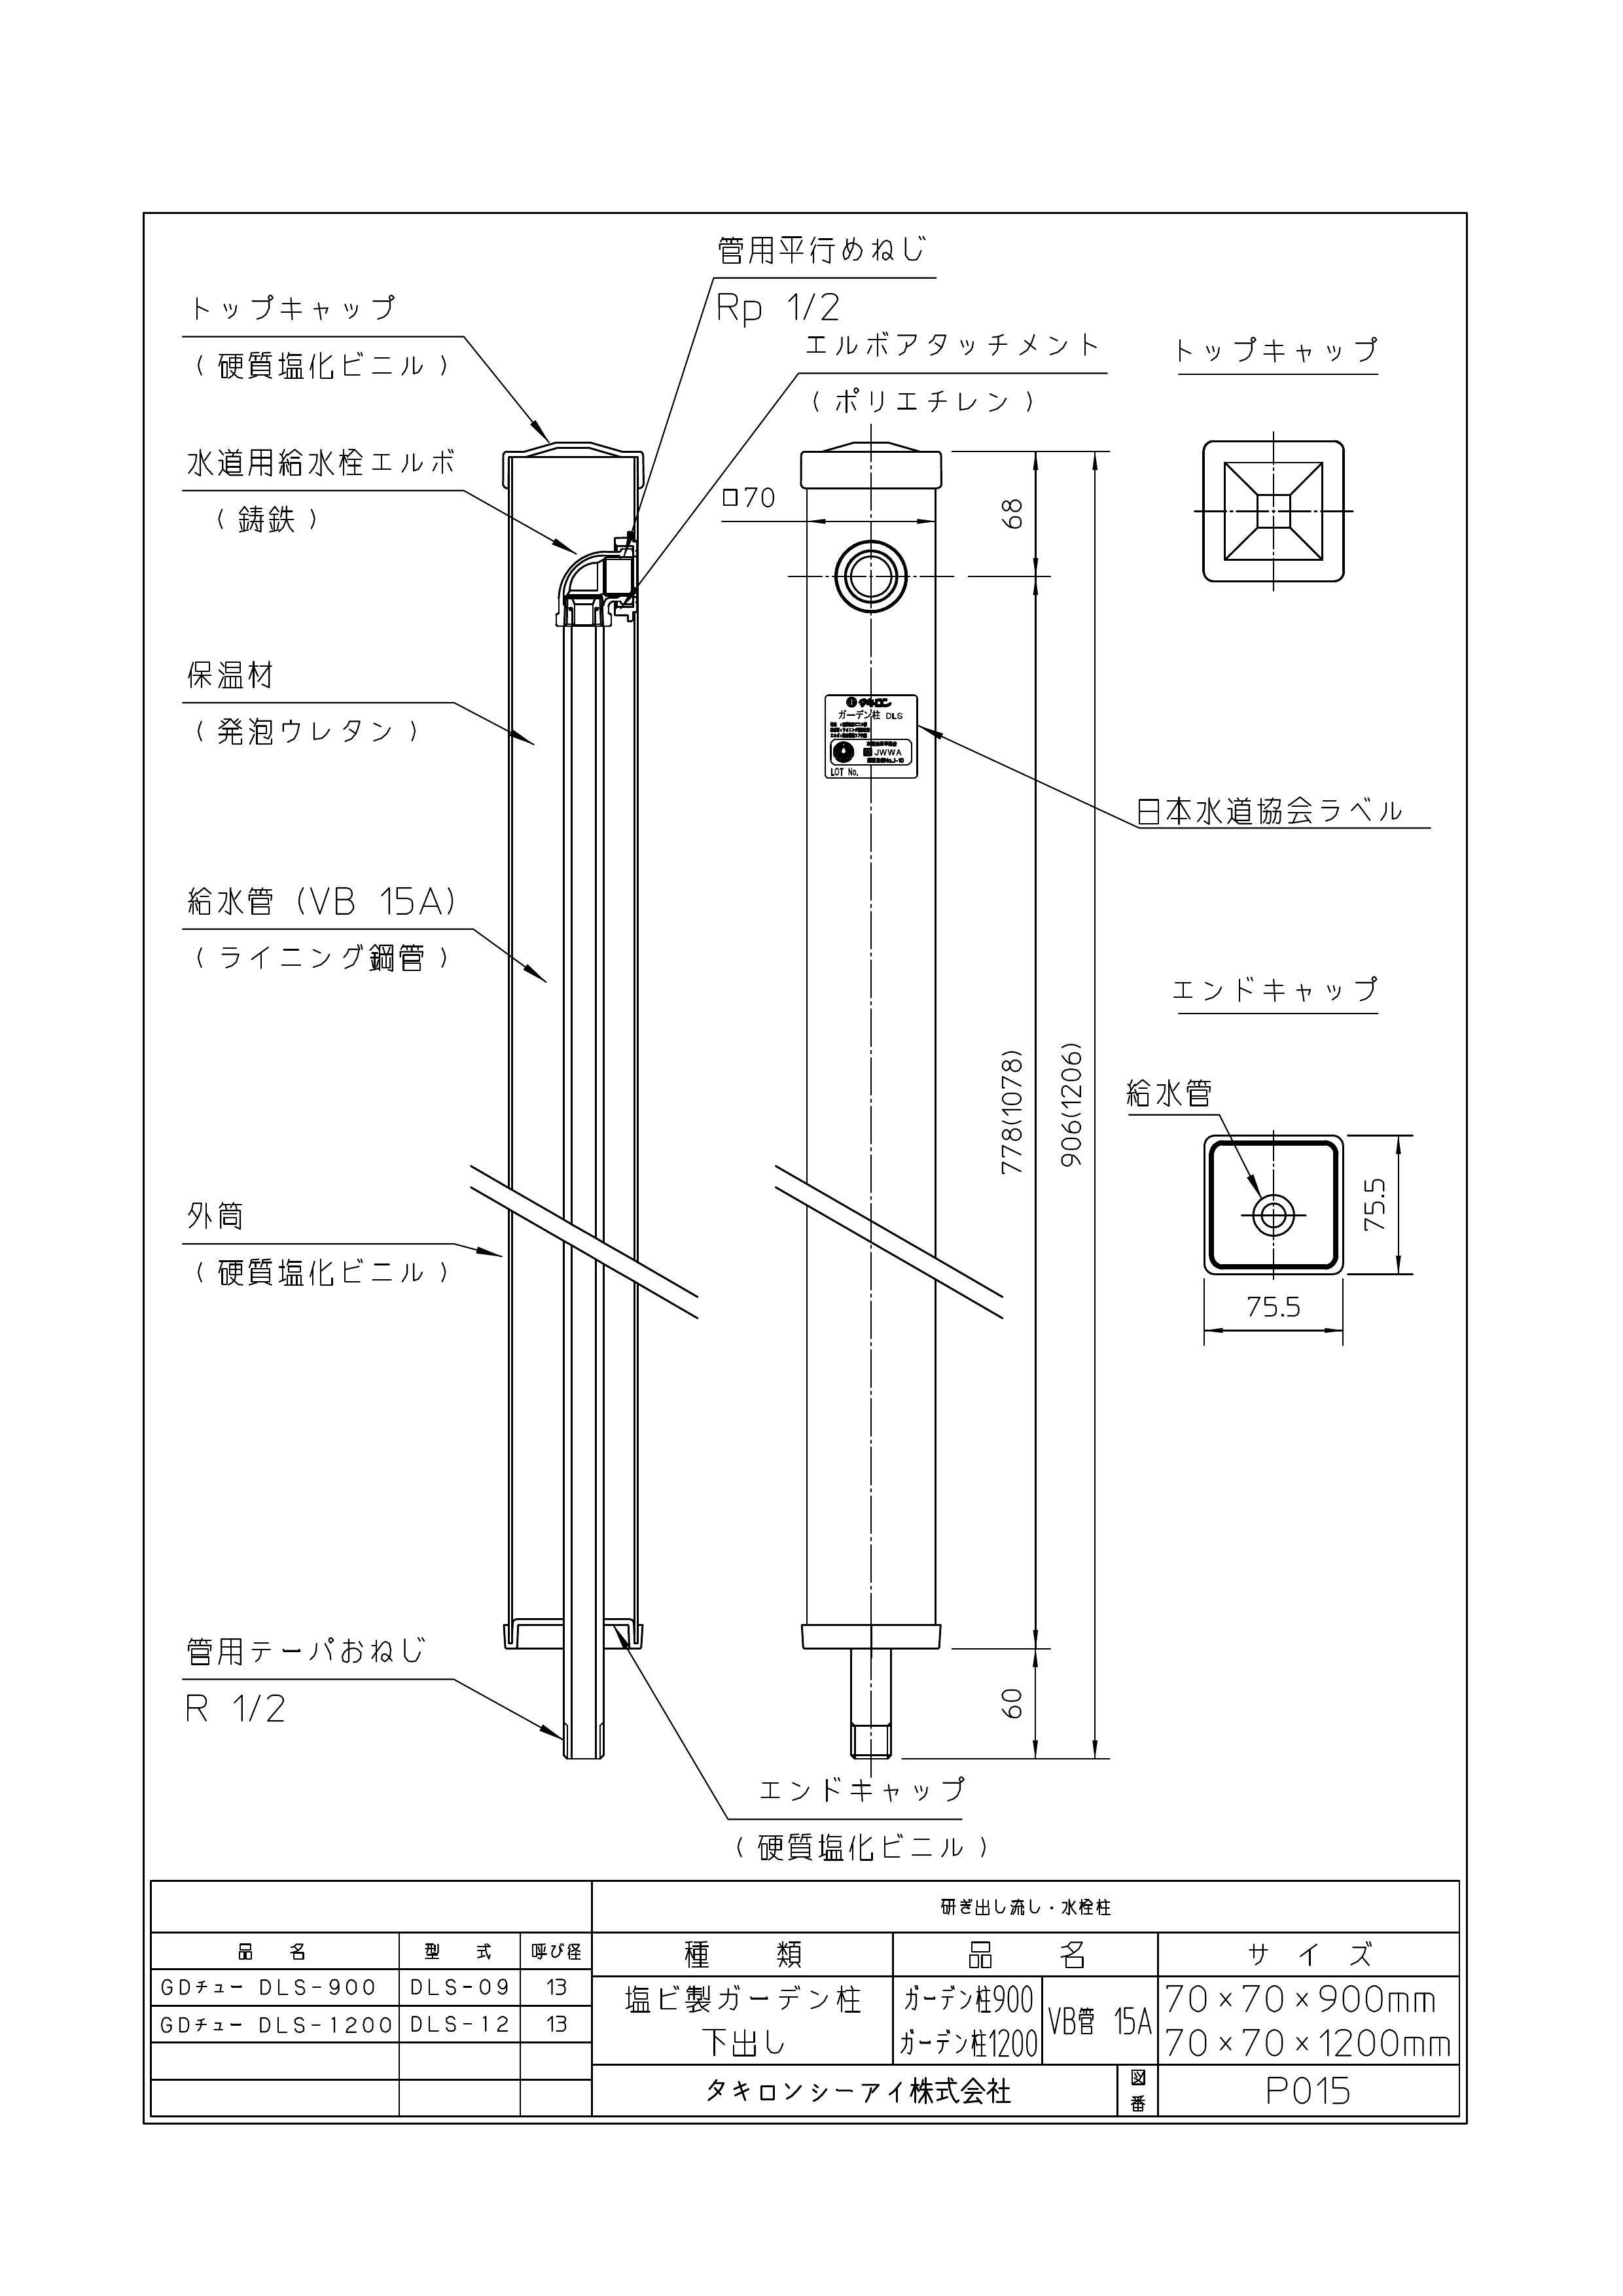 管用平行めねじ
Rp 1/2
トップキャップ
(硬質塩化ビニル)
エルボアタッチメント
(ポリエチレン)
トップキャップ
水道用給水栓エルボ
(鋳鉄)
□70
68
保温材
(発泡ウレタン)
タキロン
ガーデン柱 DLS
JWWA
LOT No.
日本水道協会ラベル
給水管(VB 15A)
(ライニング鋼管)
エンドキャップ
778(1078)
906(1206)
給水管
75.5
75.5
外筒
(硬質塩化ビニル)
管用テーパおねじ
R 1/2
60
エンドキャップ
(硬質塩化ビニル)
研ぎ出し流し・水栓柱
品 名 型 式 呼び径
種 類 品 名 サ イ ズ
GDチュー DLS-900 DLS-09 13
GDチュー DLS-1200 DLS-12 13
塩ビ製ガーデン柱 ガーデン柱900 VB管 15A 70×70×900mm
下出し ガーデン柱1200 70×70×1200mm
タキロンシーアイ株式会社 図番 P015